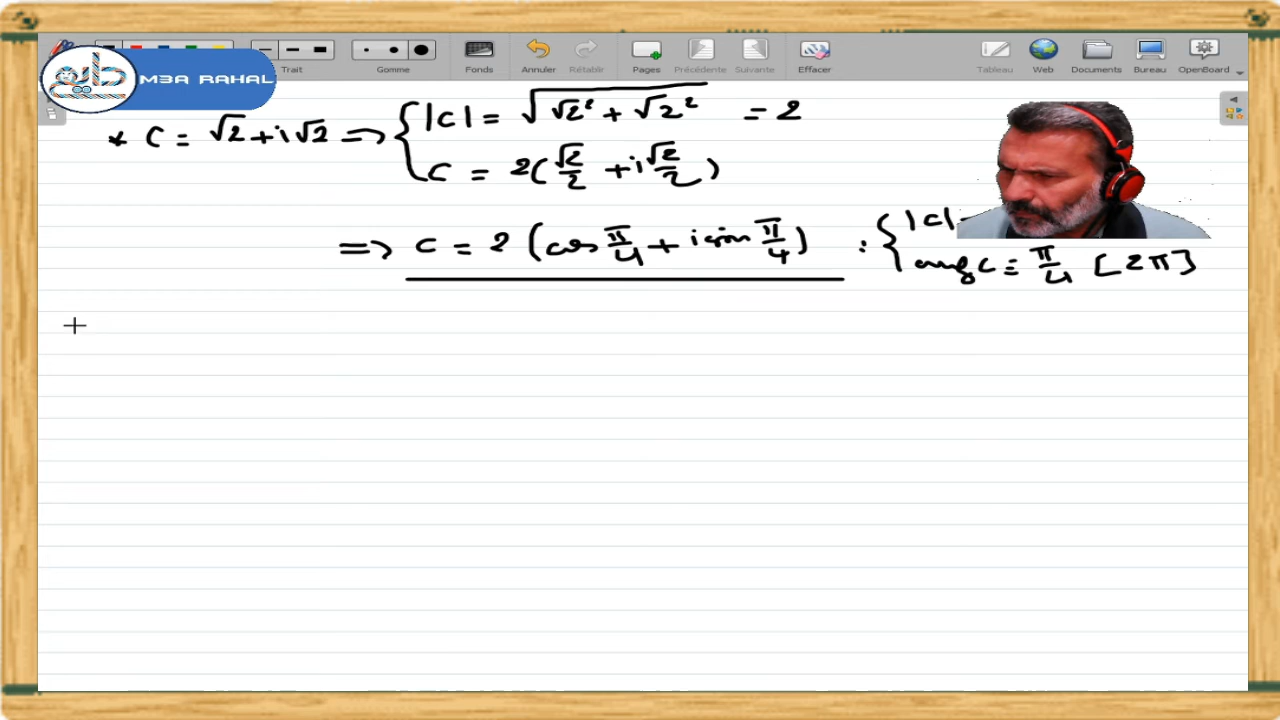 Trait
Gomme
Fonds
Annuler
Rétablir
Pages
Précédente
Suivante
Effacer
Tableau
Web
Documents
Bureau
OpenBoard
M3A RAHAL
* C = √2 + i√2 => { |C| = √(√2² + √2²) = 2
C = 2(√2/2 + i√2/2)
=> C = 2 (cos π/4 + i sin π/4) : { |C|
arg C ≡ π/4 [2π]